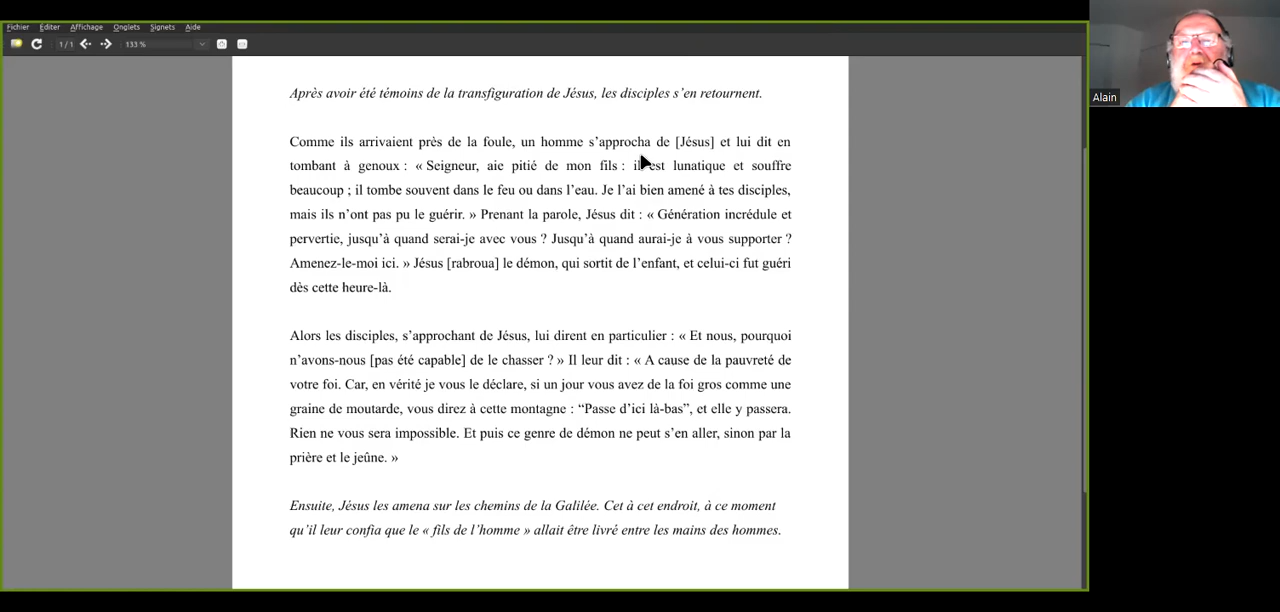 Fichier Éditer Affichage Onglets Signets Aide
1 / 1 133 %
Alain
Après avoir été témoins de la transfiguration de Jésus, les disciples s’en retournent.
Comme ils arrivaient près de la foule, un homme s’approcha de [Jésus] et lui dit en
tombant à genoux : « Seigneur, aie pitié de mon fils : il est lunatique et souffre
beaucoup ; il tombe souvent dans le feu ou dans l’eau. Je l’ai bien amené à tes disciples,
mais ils n’ont pas pu le guérir. » Prenant la parole, Jésus dit : « Génération incrédule et
pervertie, jusqu’à quand serai-je avec vous ? Jusqu’à quand aurai-je à vous supporter ?
Amenez-le-moi ici. » Jésus [rabroua] le démon, qui sortit de l’enfant, et celui-ci fut guéri
dès cette heure-là.
Alors les disciples, s’approchant de Jésus, lui dirent en particulier : « Et nous, pourquoi
n’avons-nous [pas été capable] de le chasser ? » Il leur dit : « A cause de la pauvreté de
votre foi. Car, en vérité je vous le déclare, si un jour vous avez de la foi gros comme une
graine de moutarde, vous direz à cette montagne : “Passe d’ici là-bas”, et elle y passera.
Rien ne vous sera impossible. Et puis ce genre de démon ne peut s’en aller, sinon par la
prière et le jeûne. »
Ensuite, Jésus les amena sur les chemins de la Galilée. Cet à cet endroit, à ce moment
qu’il leur confia que le « fils de l’homme » allait être livré entre les mains des hommes.